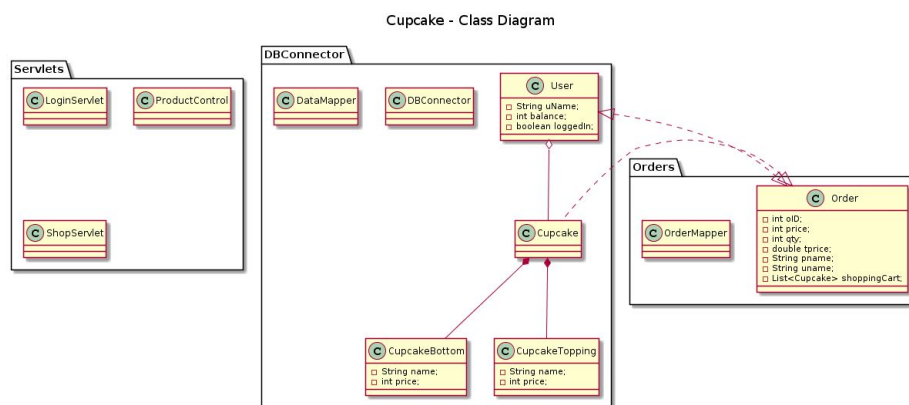 Cupcake - Class Diagram
Servlets
C LoginServlet
C ProductControl
C ShopServlet
DBConnector
C DataMapper
C DBConnector
C User
String uName;
int balance;
boolean loggedIn;
C Cupcake
C CupcakeBottom
String name;
int price;
C CupcakeTopping
String name;
int price;
Orders
C OrderMapper
C Order
int oID;
int price;
int qty;
double tprice;
String pname;
String uname;
List<Cupcake> shoppingCart;